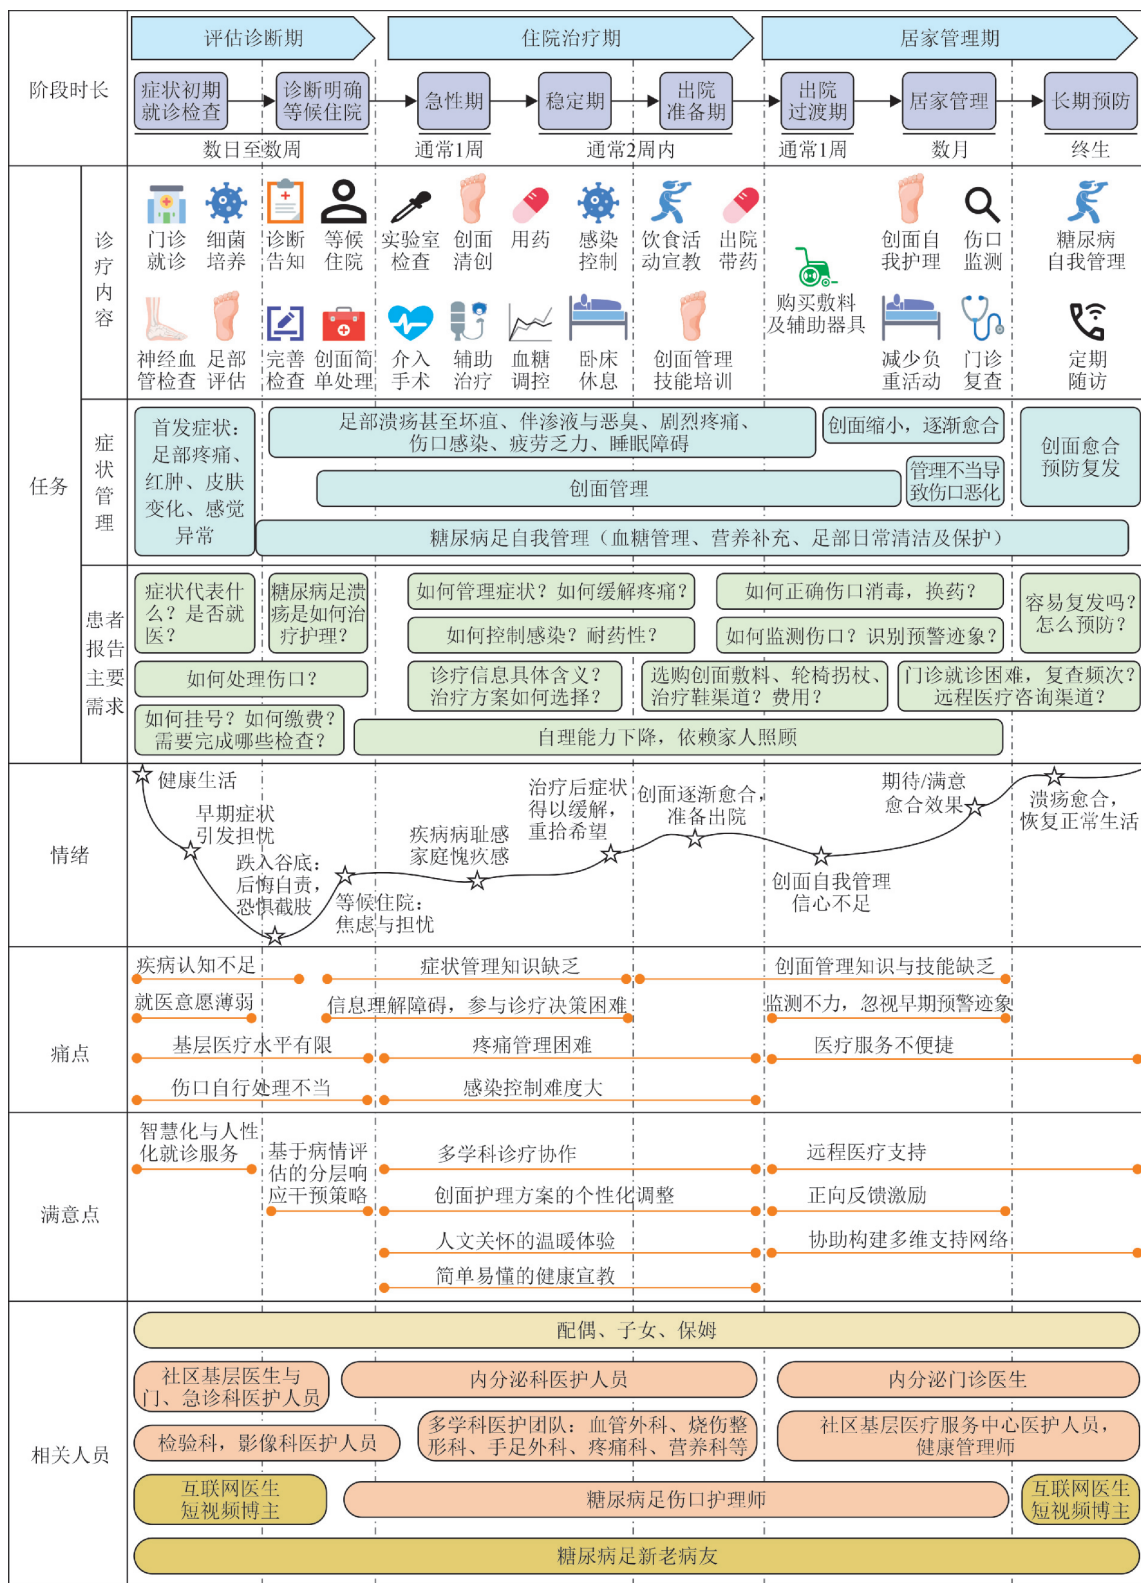 评估诊断期
住院治疗期
居家管理期
阶段时长
症状初期
就诊检查
诊断明确
等候住院
急性期
稳定期
出院
准备期
出院
过渡期
居家管理
长期预防
数日至数周
通常1周
通常2周内
通常1周
数月
终生
任务
诊疗内容
门诊
就诊
细菌
培养
诊断
告知
等候
住院
实验室
检查
创面
清创
用药
感染
控制
饮食活
动宣教
出院
带药
购买敷料
及辅助器具
创面自
我护理
伤口
监测
糖尿病
自我管理
神经血
管检查
足部
评估
完善
检查
创面简
单处理
介入
手术
辅助
治疗
血糖
调控
卧床
休息
创面管理
技能培训
减少负
重活动
门诊
复查
定期
随访
症状管理
首发症状：
足部疼痛、
红肿、皮肤
变化、感觉
异常
足部溃疡甚至坏疽、伴渗液与恶臭、剧烈疼痛、
伤口感染、疲劳乏力、睡眠障碍
创面缩小，逐渐愈合
创面愈合
预防复发
创面管理
管理不当导
致伤口恶化
糖尿病足自我管理（血糖管理、营养补充、足部日常清洁及保护）
患者
报告
主要
需求
症状代表什
么？是否就
医？
糖尿病足溃
疡是如何治
疗护理？
如何管理症状？如何缓解疼痛？
如何正确伤口消毒，换药？
容易复发吗？
怎么预防？
如何控制感染？耐药性？
如何监测伤口？识别预警迹象？
如何处理伤口？
诊疗信息具体含义？
治疗方案如何选择？
选购创面敷料、轮椅拐杖、
治疗鞋渠道？费用？
门诊就诊困难，复查频次？
远程医疗咨询渠道？
如何挂号？如何缴费？
需要完成哪些检查？
自理能力下降，依赖家人照顾
情绪
健康生活
早期症状
引发担忧
跌入谷底：
后悔自责，
恐惧截肢
等候住院：
焦虑与担忧
疾病病耻感
家庭愧疚感
治疗后症状
得以缓解，
重拾希望
创面逐渐愈合，
准备出院
创面自我管理
信心不足
期待/满意
愈合效果
溃疡愈合，
恢复正常生活
痛点
疾病认知不足
症状管理知识缺乏
创面管理知识与技能缺乏
就医意愿薄弱
信息理解障碍，参与诊疗决策困难
监测不力，忽视早期预警迹象
基层医疗水平有限
疼痛管理困难
医疗服务不便捷
伤口自行处理不当
感染控制难度大
满意点
智慧化与人性
化就诊服务
基于病情评
估的分层响
应干预策略
多学科诊疗协作
远程医疗支持
创面护理方案的个性化调整
正向反馈激励
人文关怀的温暖体验
协助构建多维支持网络
简单易懂的健康宣教
相关人员
配偶、子女、保姆
社区基层医生与
门、急诊科医护人员
内分泌科医护人员
内分泌门诊医生
检验科，影像科医护人员
多学科医护团队：血管外科、烧伤整
形科、手足外科、疼痛科、营养科等
社区基层医疗服务中心医护人员，
健康管理师
互联网医生
短视频博主
糖尿病足伤口护理师
互联网医生
短视频博主
糖尿病足新老病友